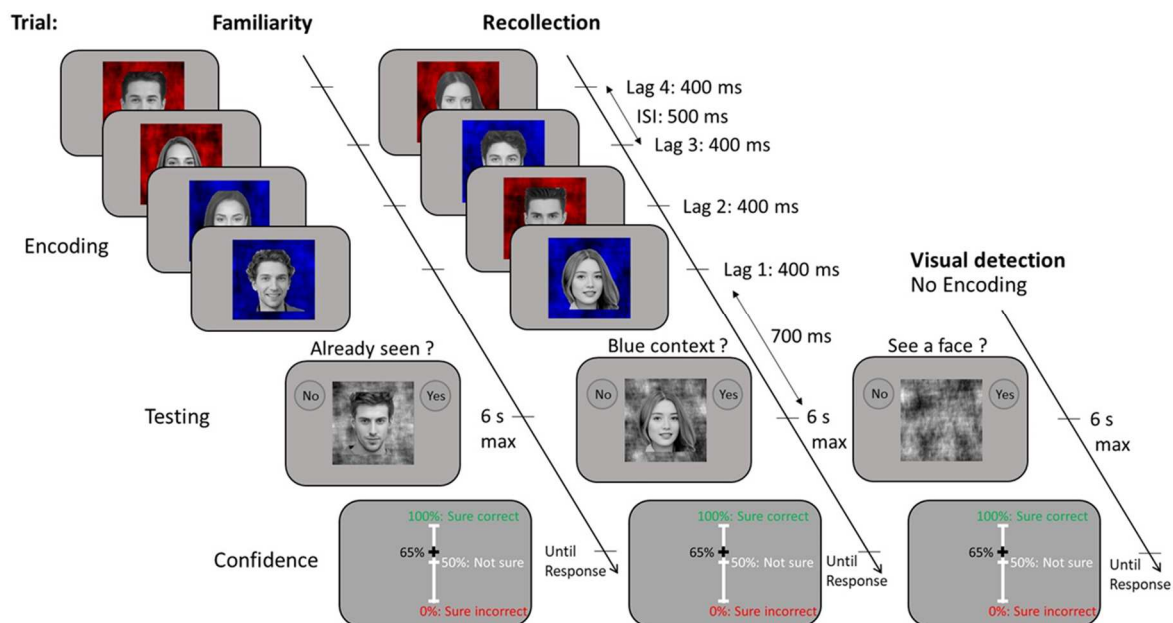 Trial:
Familiarity
Recollection
Lag 4: 400 ms
ISI: 500 ms
Lag 3: 400 ms
Lag 2: 400 ms
Encoding
Lag 1: 400 ms
Visual detection
No Encoding
700 ms
Already seen ?
Blue context ?
See a face ?
No
Yes
No
Yes
No
Yes
Testing
6 s
max
6 s
max
6 s
max
100%: Sure correct
100%: Sure correct
100%: Sure correct
Confidence
65%
50%: Not sure
65%
50%: Not sure
65%
50%: Not sure
Until
Response
Until
Response
Until
Response
0%: Sure incorrect
0%: Sure incorrect
0%: Sure incorrect